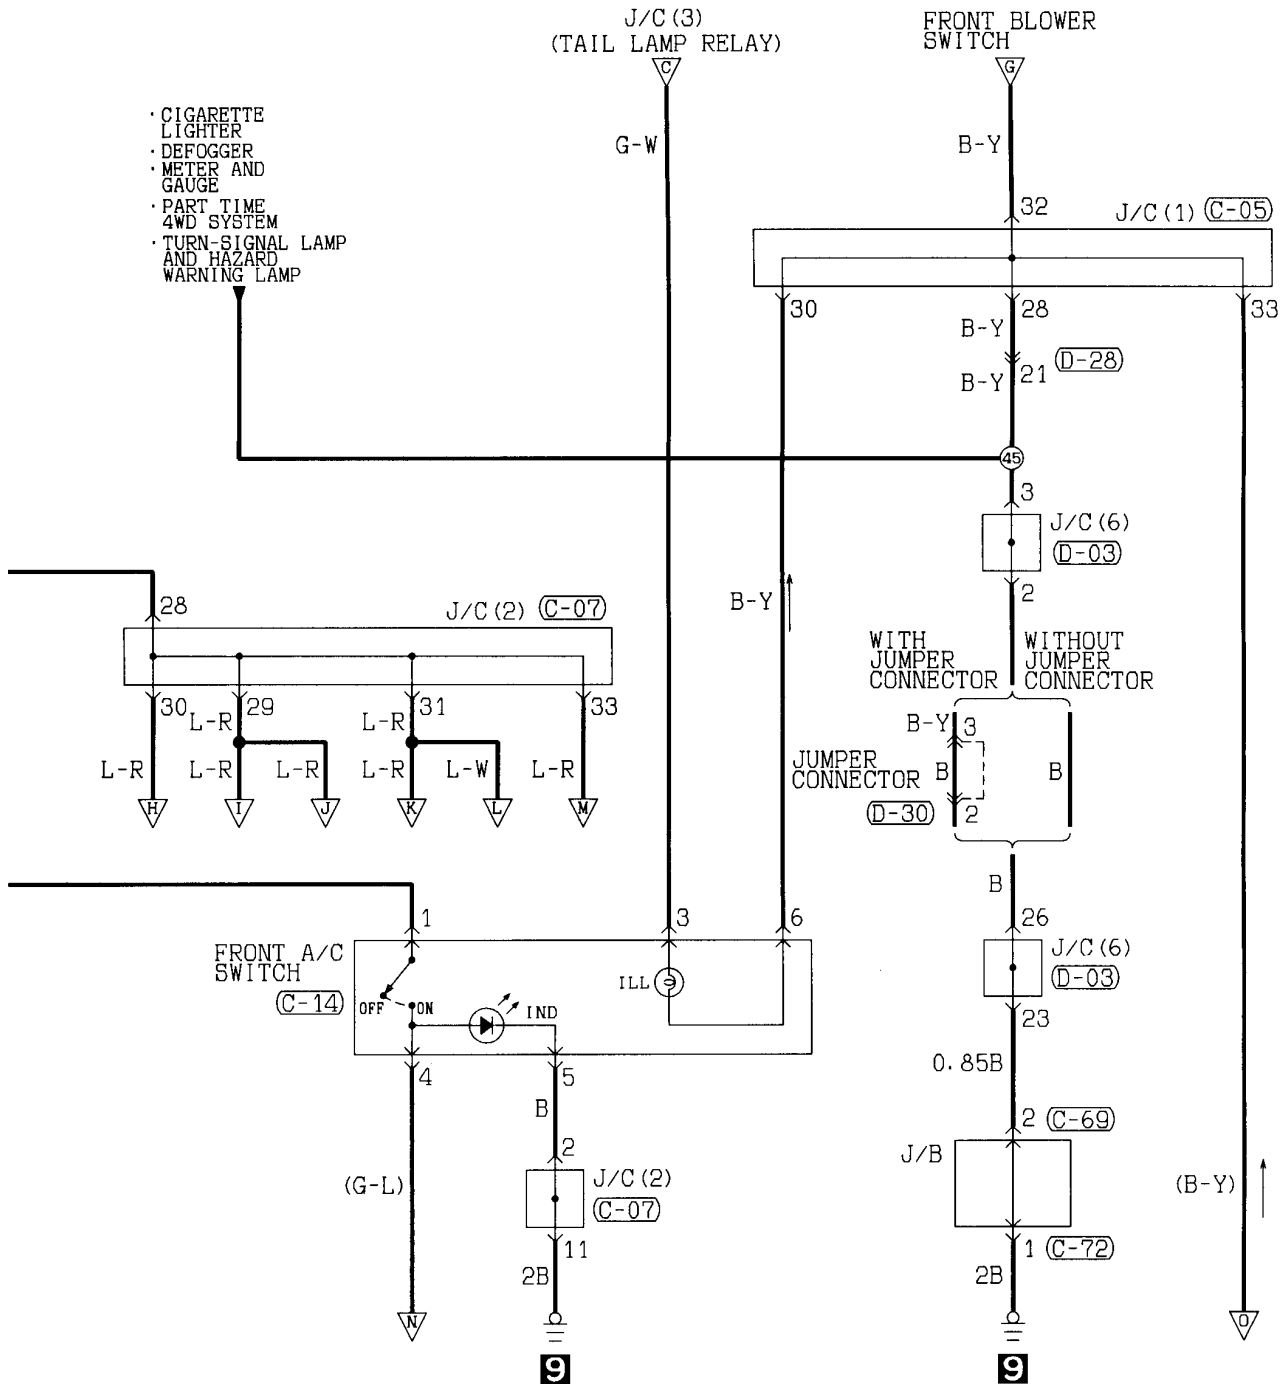 J/C(3)
(TAIL LAMP RELAY)
C
FRONT BLOWER
SWITCH
G
· CIGARETTE
LIGHTER
· DEFOGGER
· METER AND
GAUGE
· PART TIME
4WD SYSTEM
· TURN-SIGNAL LAMP
AND HAZARD
WARNING LAMP
G-W
B-Y
32
J/C(1) C-05
30
28
33
B-Y
D-28
B-Y
21
45
3
J/C(6)
D-03
2
28
J/C(2) C-07
B-Y
30
29
31
33
L-R
L-R
L-R
L-R
L-R
L-R
L-W
L-R
H
I
J
K
L
M
WITH
JUMPER
CONNECTOR
WITHOUT
JUMPER
CONNECTOR
B-Y
3
JUMPER
CONNECTOR
B
B
D-30
2
B
26
J/C(6)
D-03
23
1
3
6
FRONT A/C
SWITCH
C-14
OFF
ON
IND
ILL
4
5
0.85B
2
C-69
J/B
B
2
J/C(2)
C-07
(G-L)
(B-Y)
11
2B
1
C-72
2B
N
O
9
9